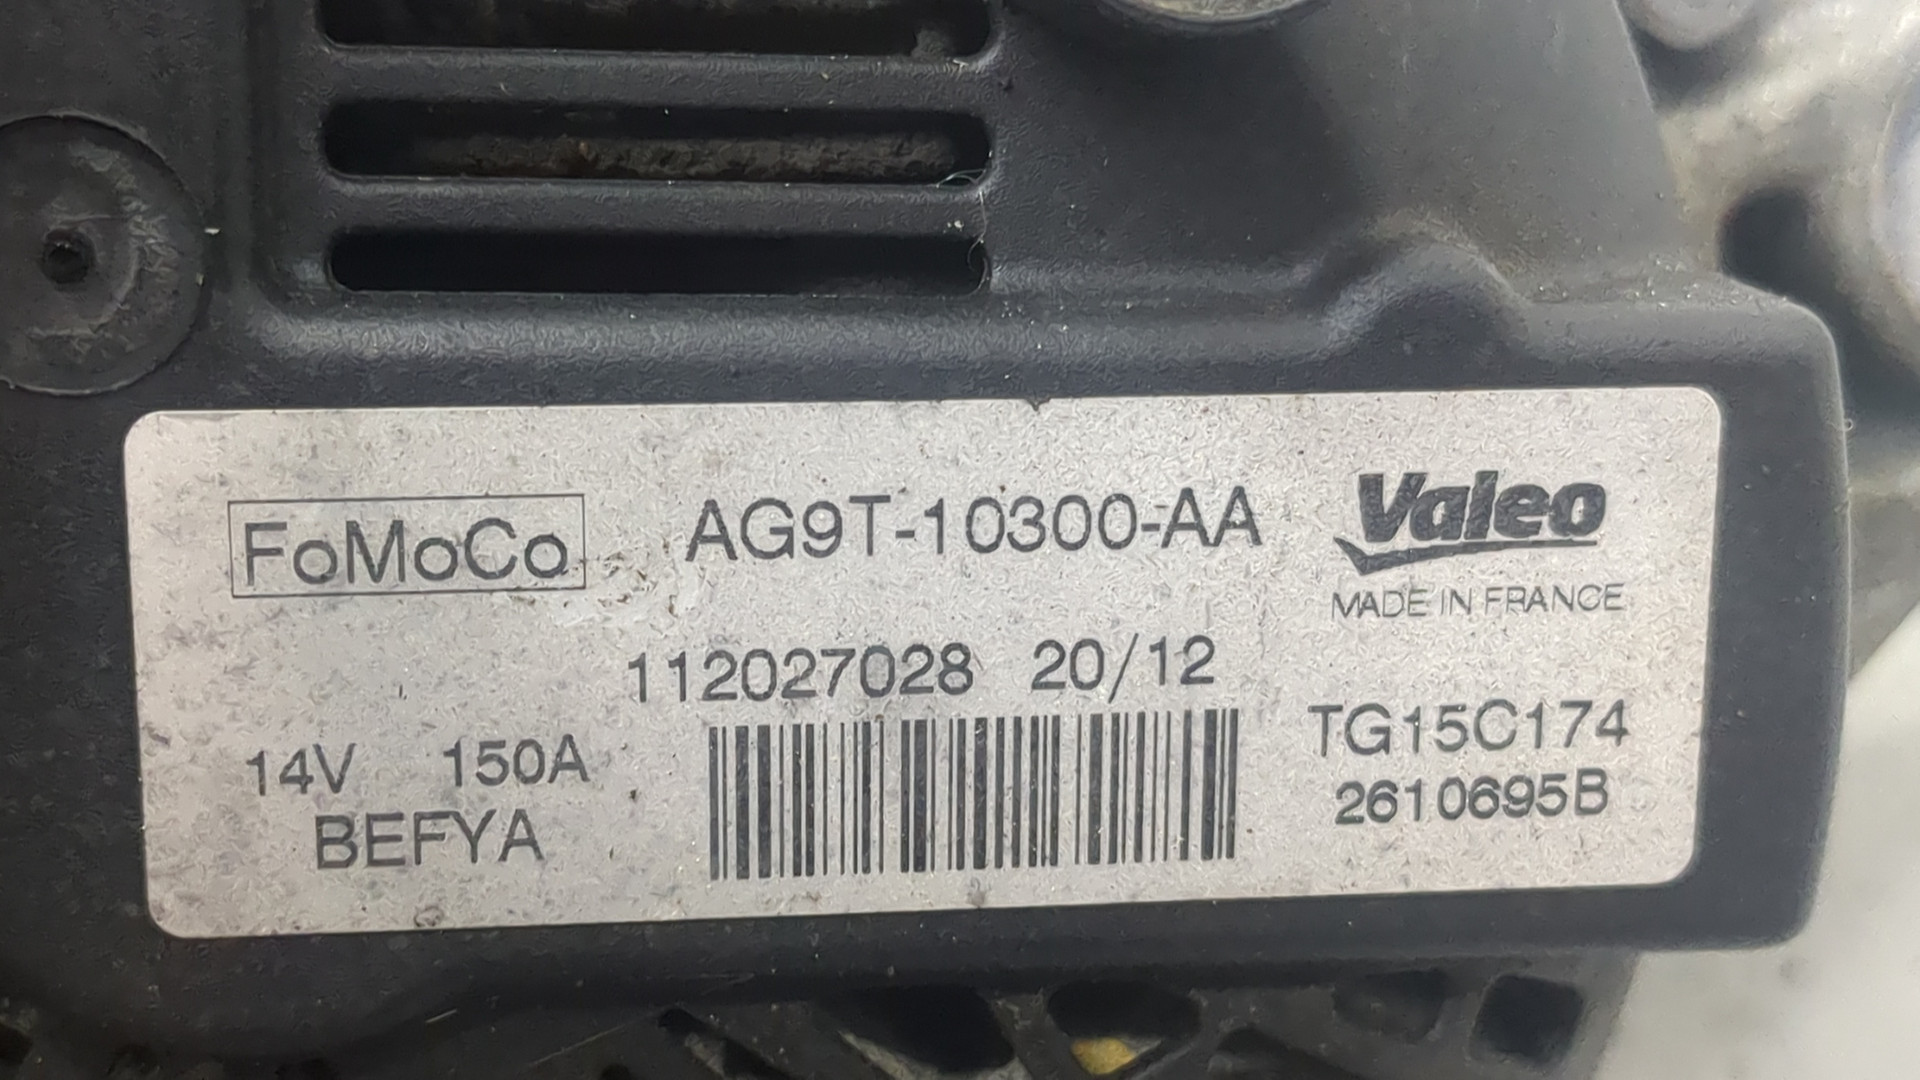 FoMoCo AG9T-10300-AA Valeo
MADE IN FRANCE
112027028 20/12
14V 150A TG15C174
BEFYA 2610695B